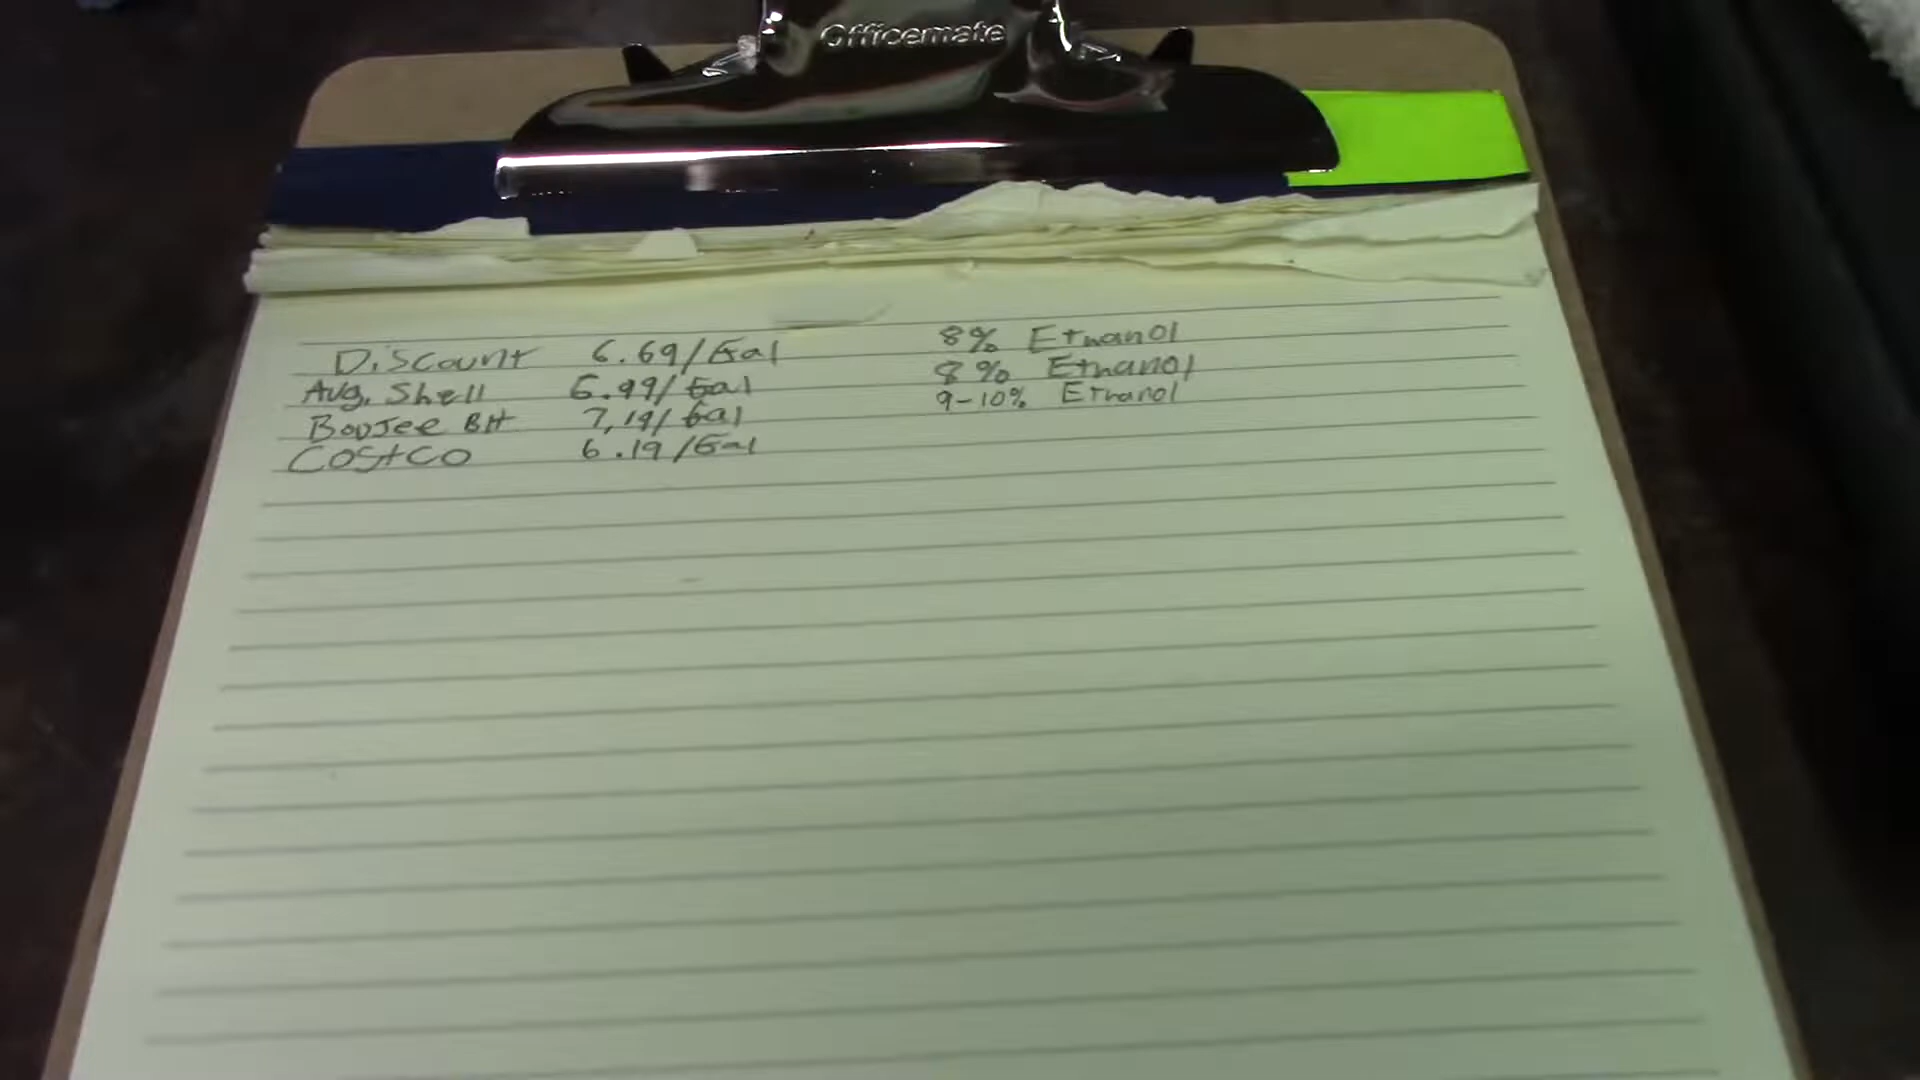 Officemate
Discount 6.69/Gal 8% Ethanol
Avg. Shell 6.99/Gal 8% Ethanol
Boujee BH 7.19/Gal 9-10% Ethanol
Costco 6.19/Gal